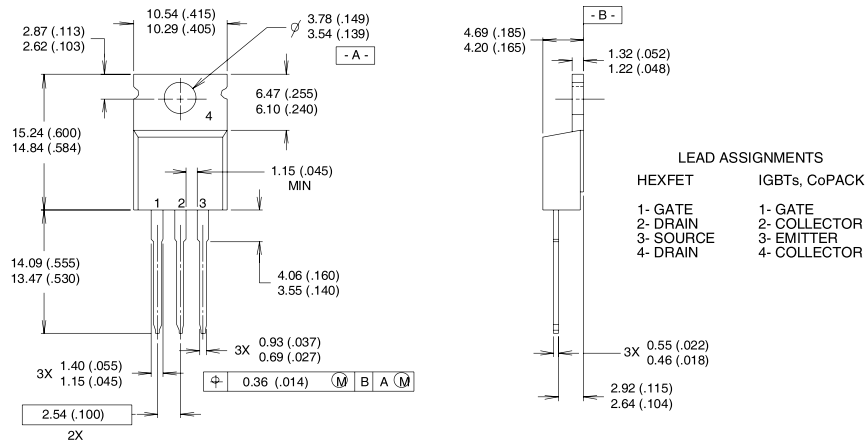 10.54 (.415)
10.29 (.405)
3.78 (.149)
3.54 (.139)
- A -
2.87 (.113)
2.62 (.103)
6.47 (.255)
6.10 (.240)
4
15.24 (.600)
14.84 (.584)
1.15 (.045)
MIN
1 2 3
14.09 (.555)
13.47 (.530)
4.06 (.160)
3.55 (.140)
3X 0.93 (.037)
0.69 (.027)
3X 1.40 (.055)
1.15 (.045)
0.36 (.014) M B A M
2.54 (.100)
2X
- B -
4.69 (.185)
4.20 (.165)
1.32 (.052)
1.22 (.048)
3X 0.55 (.022)
0.46 (.018)
2.92 (.115)
2.64 (.104)
LEAD ASSIGNMENTS
HEXFET IGBTs, CoPACK
1- GATE 1- GATE
2- DRAIN 2- COLLECTOR
3- SOURCE 3- EMITTER
4- DRAIN 4- COLLECTOR